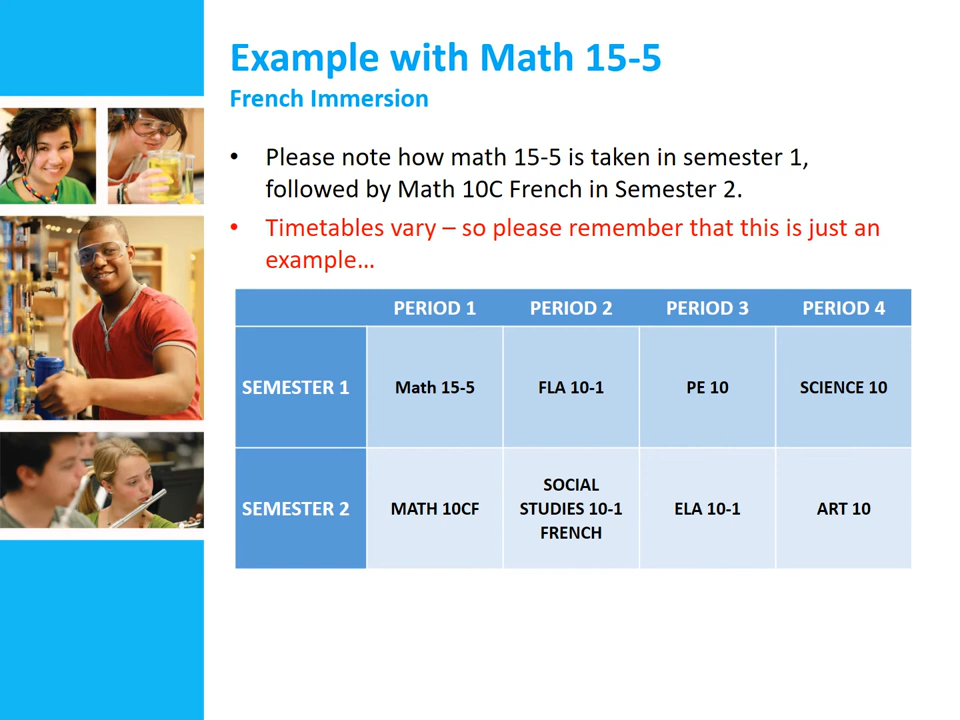 Example with Math 15-5
French Immersion
• Please note how math 15-5 is taken in semester 1,
followed by Math 10C French in Semester 2.
• Timetables vary – so please remember that this is just an
example…
PERIOD 1 PERIOD 2 PERIOD 3 PERIOD 4
SEMESTER 1 Math 15-5 FLA 10-1 PE 10 SCIENCE 10
SEMESTER 2 MATH 10CF SOCIAL STUDIES 10-1 FRENCH ELA 10-1 ART 10